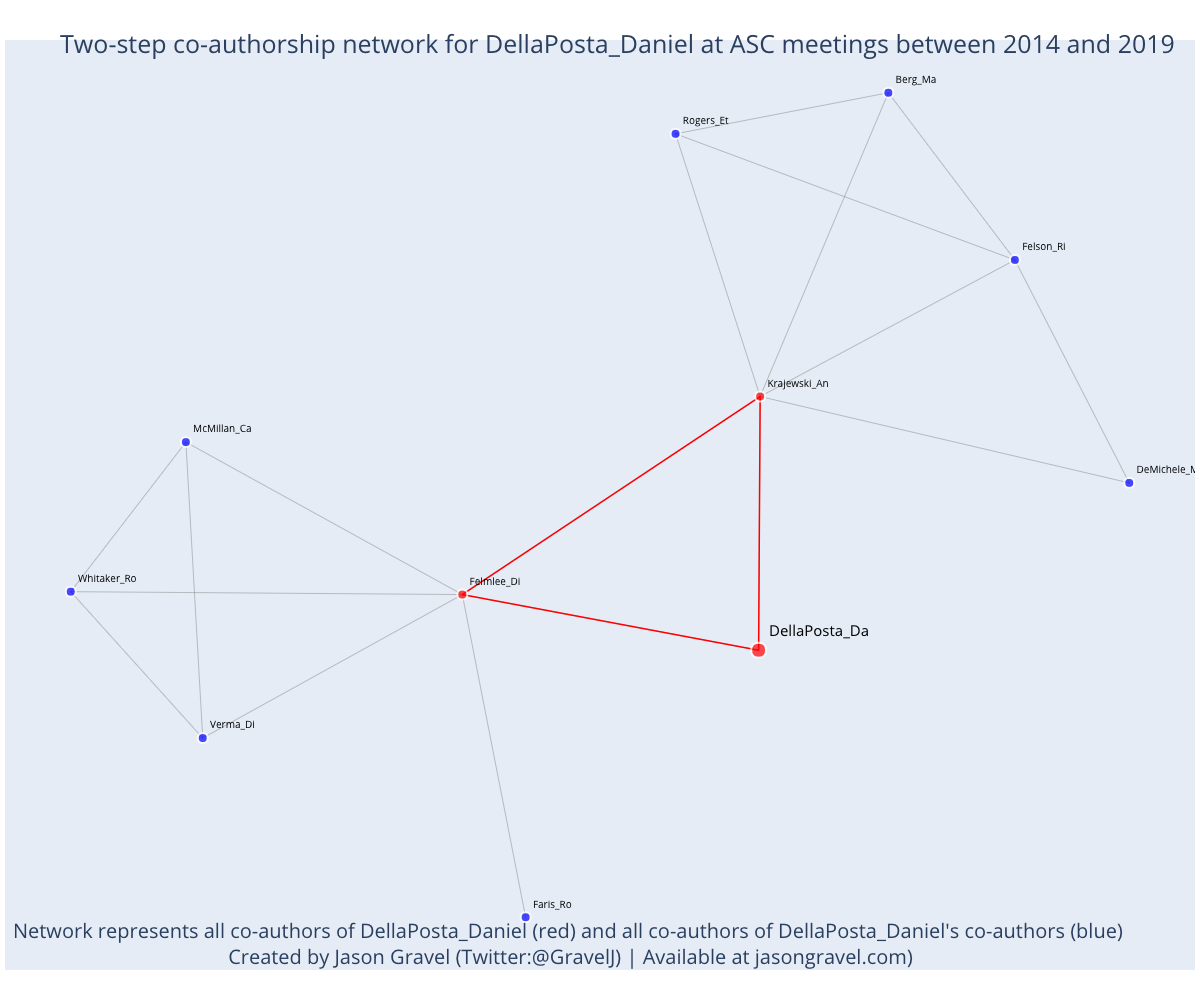 Two-step co-authorship network for DellaPosta_Daniel at ASC meetings between 2014 and 2019
Berg_Ma
Rogers_Et
Felson_Ri
Krajewski_An
McMillan_Ca
DeMichele_M
Whitaker_Ro
Felmlee_Di
DellaPosta_Da
Verma_Di
Faris_Ro
Network represents all co-authors of DellaPosta_Daniel (red) and all co-authors of DellaPosta_Daniel's co-authors (blue)
Created by Jason Gravel (Twitter:@GravelJ) | Available at jasongravel.com)